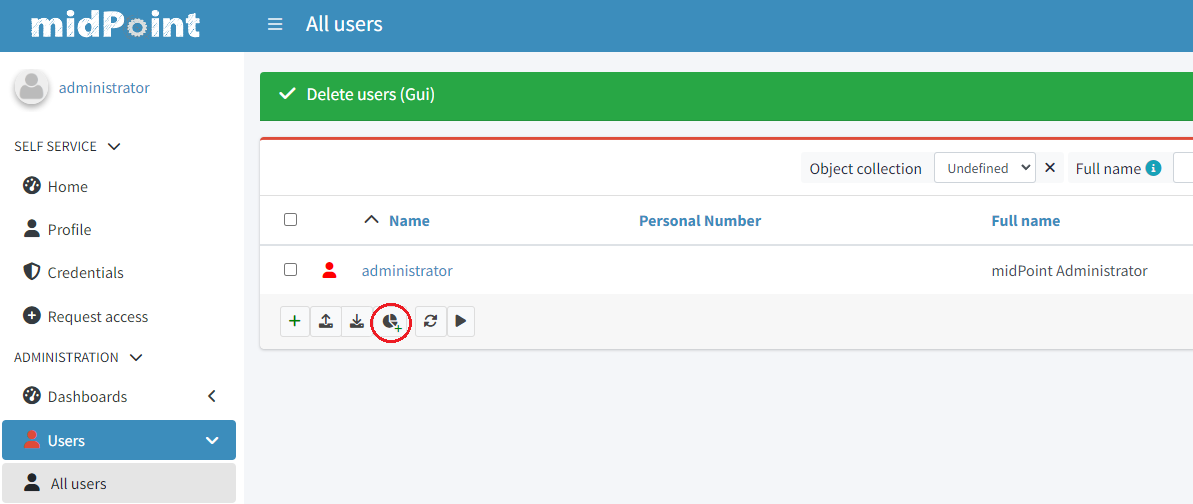 midPoint
All users
administrator
Delete users (Gui)
SELF SERVICE
Object collection Undefined Full name
Home
Name Personal Number Full name
Profile
administrator midPoint Administrator
Credentials
Request access
ADMINISTRATION
Dashboards
Users
All users